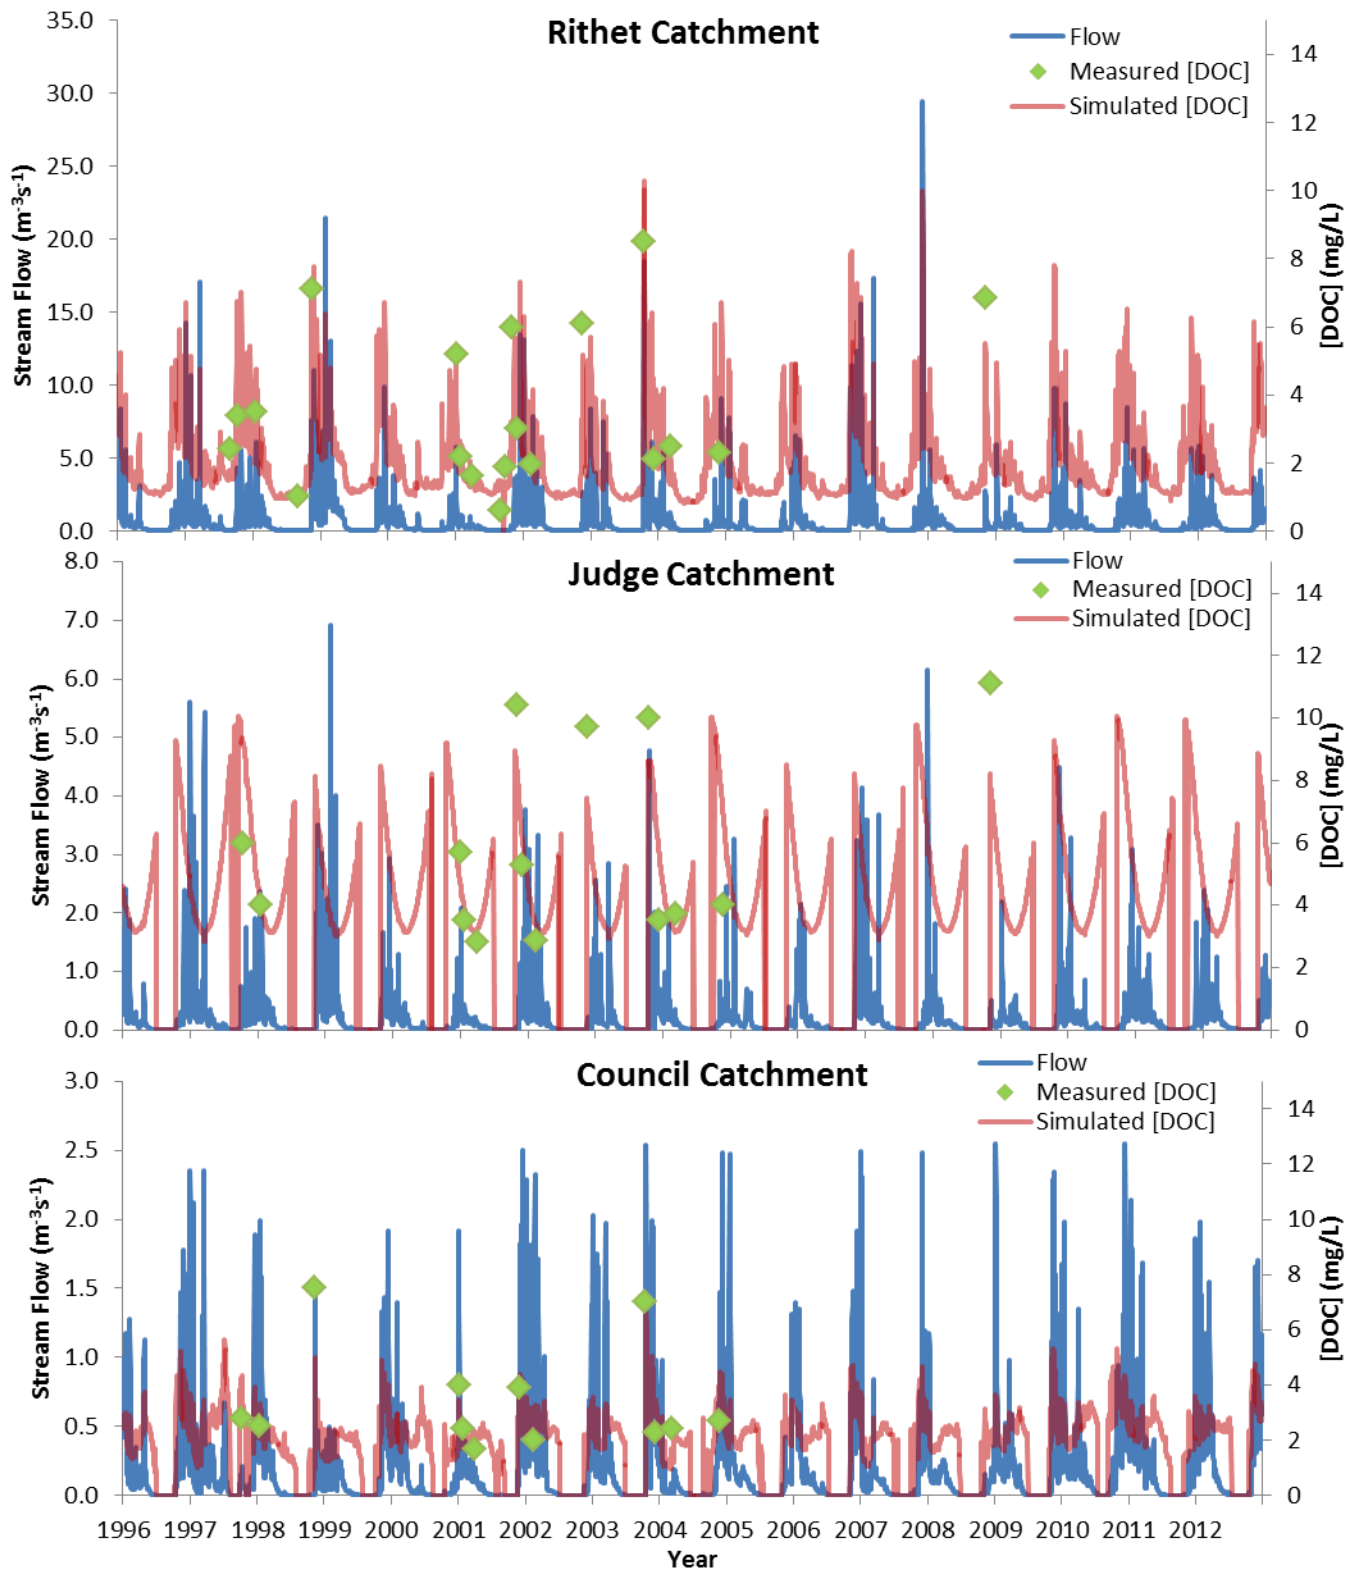 Rithet Catchment
Flow
Measured [DOC]
Simulated [DOC]
35.0
30.0
25.0
20.0
15.0
10.0
5.0
0.0
Stream Flow (m⁻³s⁻¹)
14
12
10
8
6
4
2
0
[DOC] (mg/L)
Judge Catchment
Flow
Measured [DOC]
Simulated [DOC]
8.0
7.0
6.0
5.0
4.0
3.0
2.0
1.0
0.0
Stream Flow (m⁻³s⁻¹)
14
12
10
8
6
4
2
0
[DOC] (mg/L)
Council Catchment
Flow
Measured [DOC]
Simulated [DOC]
3.0
2.5
2.0
1.5
1.0
0.5
0.0
Stream Flow (m⁻³s⁻¹)
14
12
10
8
6
4
2
0
[DOC] (mg/L)
1996 1997 1998 1999 2000 2001 2002 2003 2004 2005 2006 2007 2008 2009 2010 2011 2012
Year